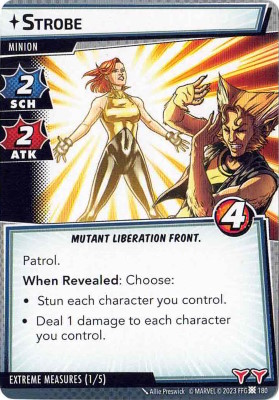 STROBE
MINION
2
SCH
2
ATK
4
MUTANT LIBERATION FRONT.
Patrol.
When Revealed: Choose:
• Stun each character you control.
• Deal 1 damage to each character
you control.
EXTREME MEASURES (1/5)
Allie Preswick © MARVEL © 2023 FFG 180